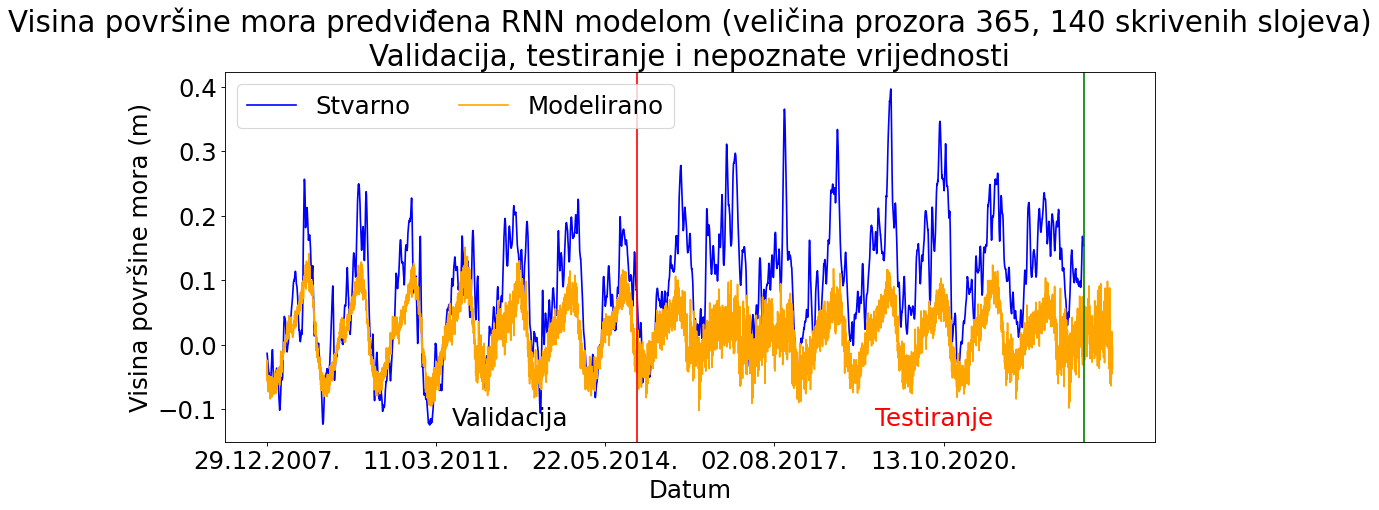 Visina površine mora predviđena RNN modelom (veličina prozora 365, 140 skrivenih slojeva)
Validacija, testiranje i nepoznate vrijednosti
Stvarno Modelirano
Visina površine mora (m)
0.4
0.3
0.2
0.1
0.0
−0.1
Validacija Testiranje
29.12.2007. 11.03.2011. 22.05.2014. 02.08.2017. 13.10.2020.
Datum